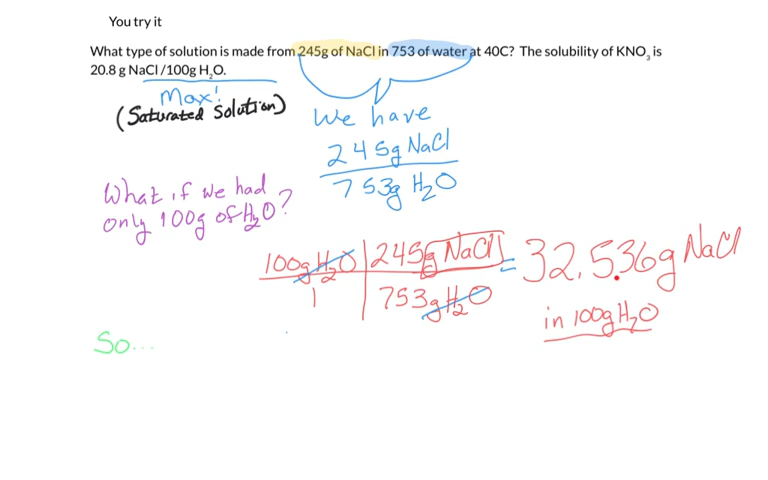 You try it
What type of solution is made from 245g of NaCl in 753 of water at 40C? The solubility of KNO₃ is
20.8 g NaCl/100g H₂O.
Max!
(Saturated Solution)
We have
245g NaCl
753g H₂O
What if we had
only 100g of H₂O?
100g H₂O | 245g NaCl = 32.536g NaCl
1 | 753g H₂O
in 100g H₂O
So...